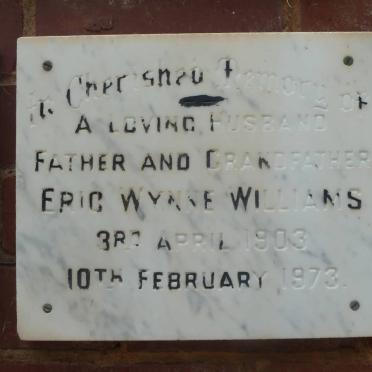 In Cherished Memory of
A Loving Husband
Father and Grandfather
Eric Wynne Williams
3rd April 1903
10th February 1973.